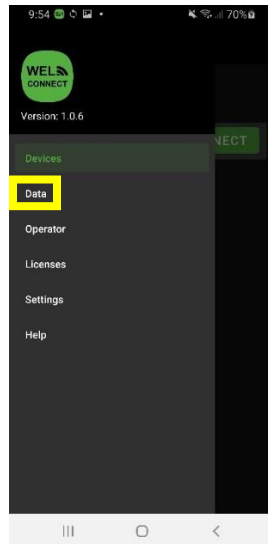 9:54 70%
WEL
CONNECT
Version: 1.0.6
NECT
Devices
Data
Operator
Licenses
Settings
Help